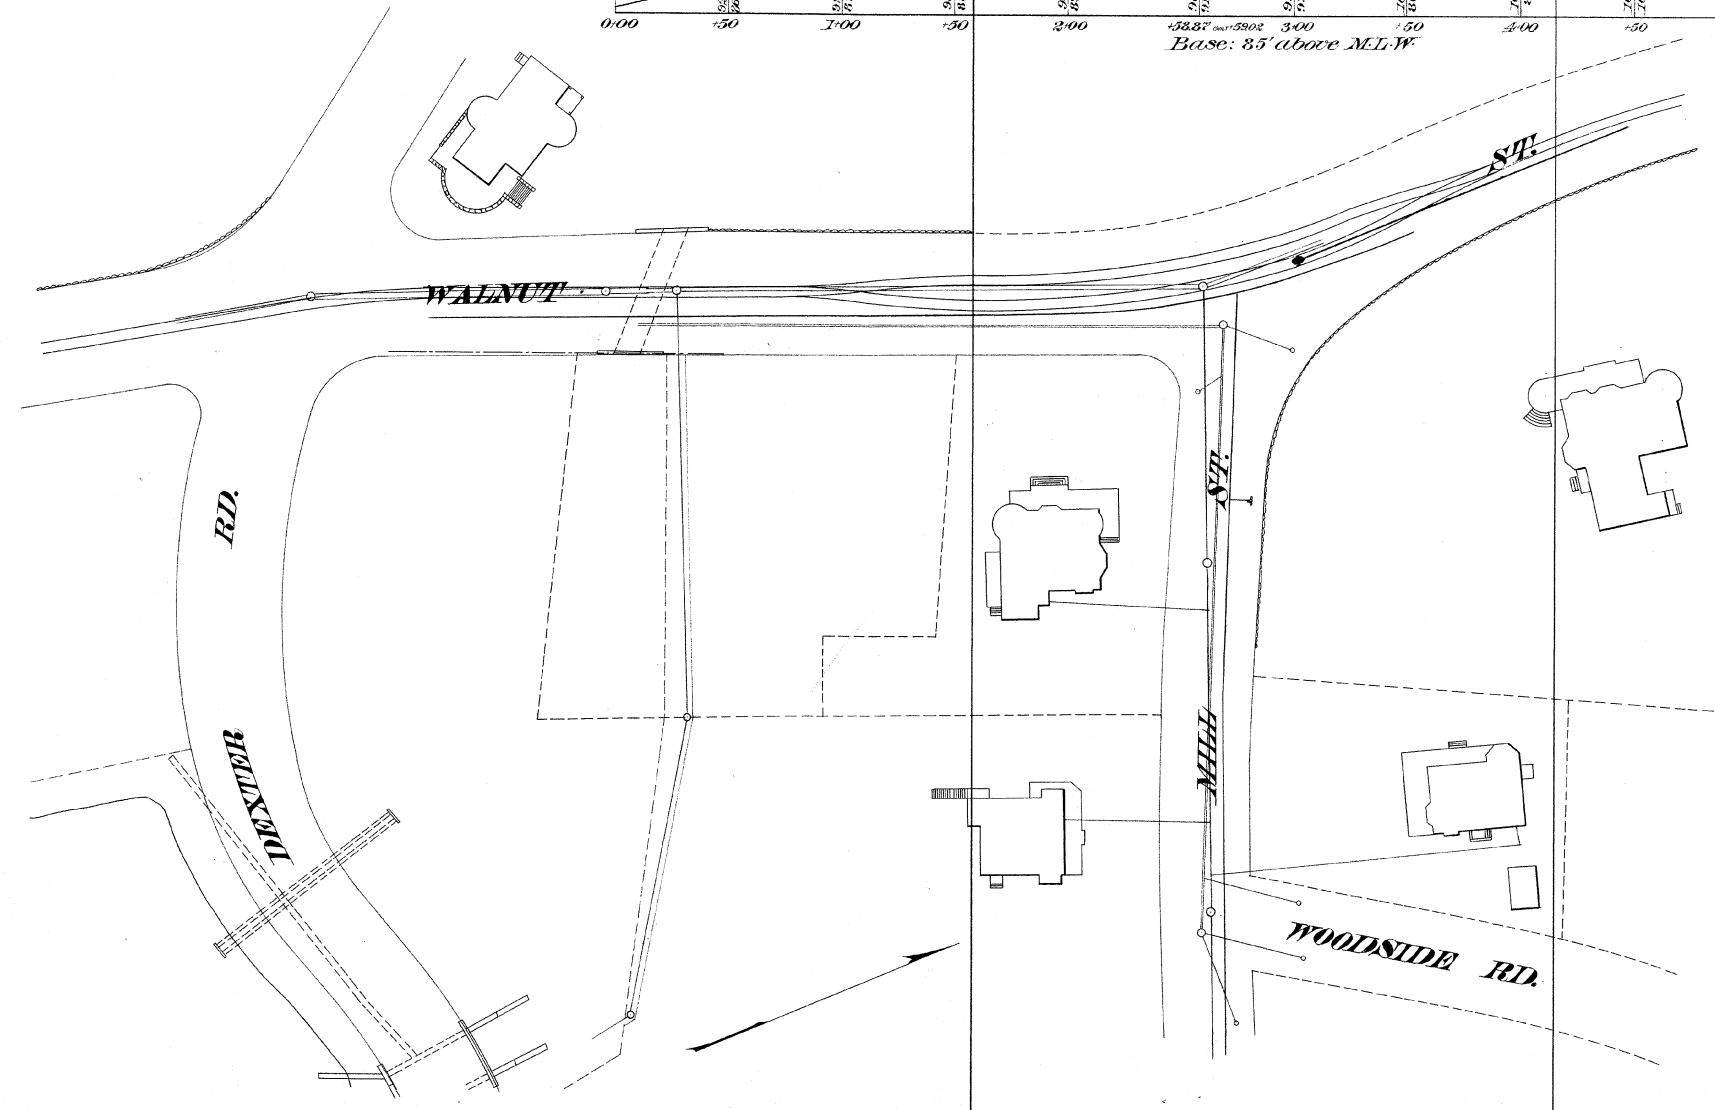 0+00 +50 1+00 +50 2+00 +58.87 3+00 +50 4+00 +50
Base: 85' above M.L.W.
ST.
WALNUT
RD.
ST.
DEXTER
MILL
WOODSIDE RD.